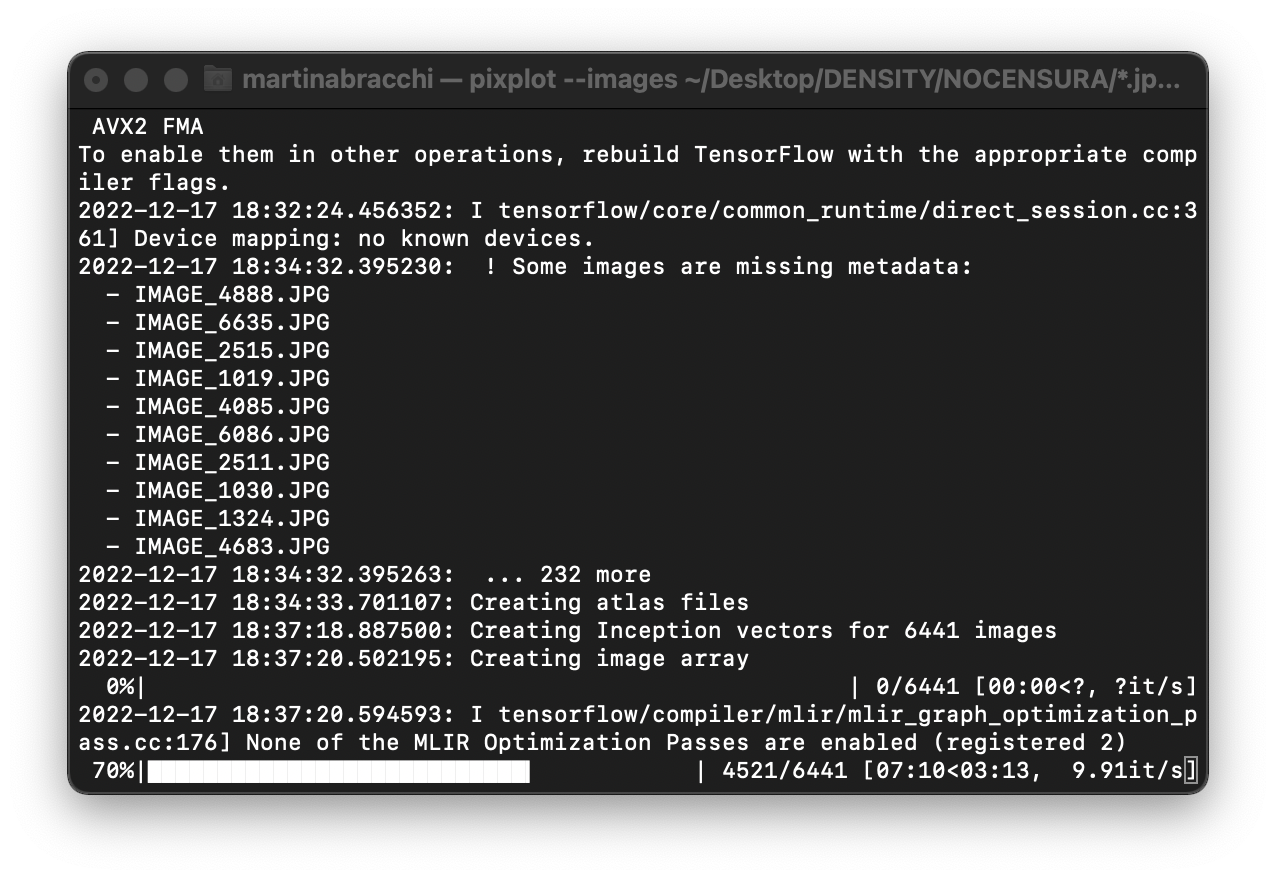 martinabracchi — pixplot --images ~/Desktop/DENSITY/NOCENSURA/*.jp...
AVX2 FMA
To enable them in other operations, rebuild TensorFlow with the appropriate comp
iler flags.
2022-12-17 18:32:24.456352: I tensorflow/core/common_runtime/direct_session.cc:3
61] Device mapping: no known devices.
2022-12-17 18:34:32.395230:  ! Some images are missing metadata:
  - IMAGE_4888.JPG
  - IMAGE_6635.JPG
  - IMAGE_2515.JPG
  - IMAGE_1019.JPG
  - IMAGE_4085.JPG
  - IMAGE_6086.JPG
  - IMAGE_2511.JPG
  - IMAGE_1030.JPG
  - IMAGE_1324.JPG
  - IMAGE_4683.JPG
2022-12-17 18:34:32.395263:  ... 232 more
2022-12-17 18:34:33.701107: Creating atlas files
2022-12-17 18:37:18.887500: Creating Inception vectors for 6441 images
2022-12-17 18:37:20.502195: Creating image array
  0%|                                                   | 0/6441 [00:00<?, ?it/s]
2022-12-17 18:37:20.594593: I tensorflow/compiler/mlir/mlir_graph_optimization_p
ass.cc:176] None of the MLIR Optimization Passes are enabled (registered 2)
 70%|                                        | 4521/6441 [07:10<03:13,  9.91it/s]